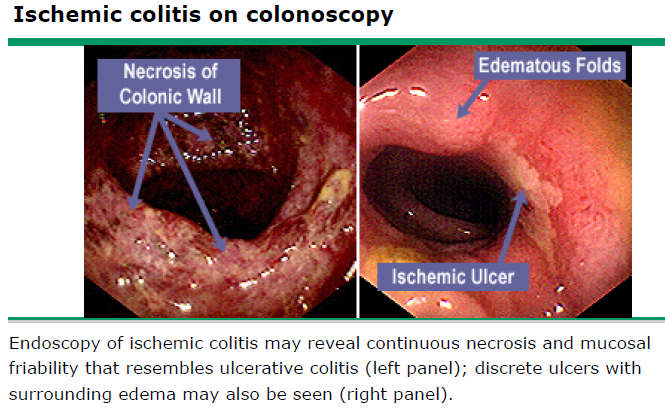 Ischemic colitis on colonoscopy
Necrosis of
Colonic Wall
Edematous Folds
Ischemic Ulcer
Endoscopy of ischemic colitis may reveal continuous necrosis and mucosal
friability that resembles ulcerative colitis (left panel); discrete ulcers with
surrounding edema may also be seen (right panel).